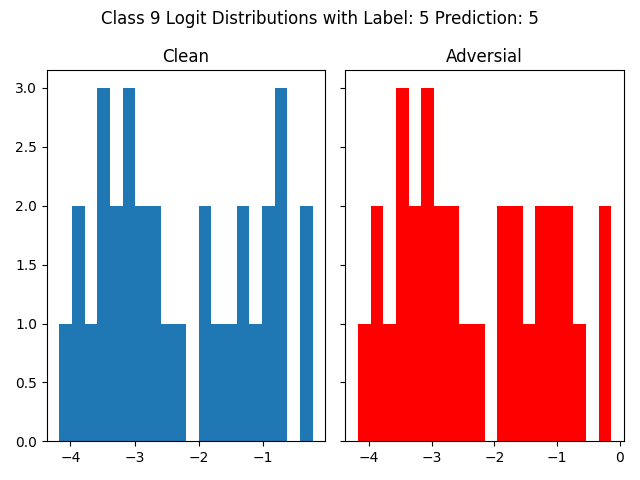 Class 9 Logit Distributions with Label: 5 Prediction: 5
Clean
Adversial
3.0
2.5
2.0
1.5
1.0
0.5
0.0
−4 −3 −2 −1
−4 −3 −2 −1 0